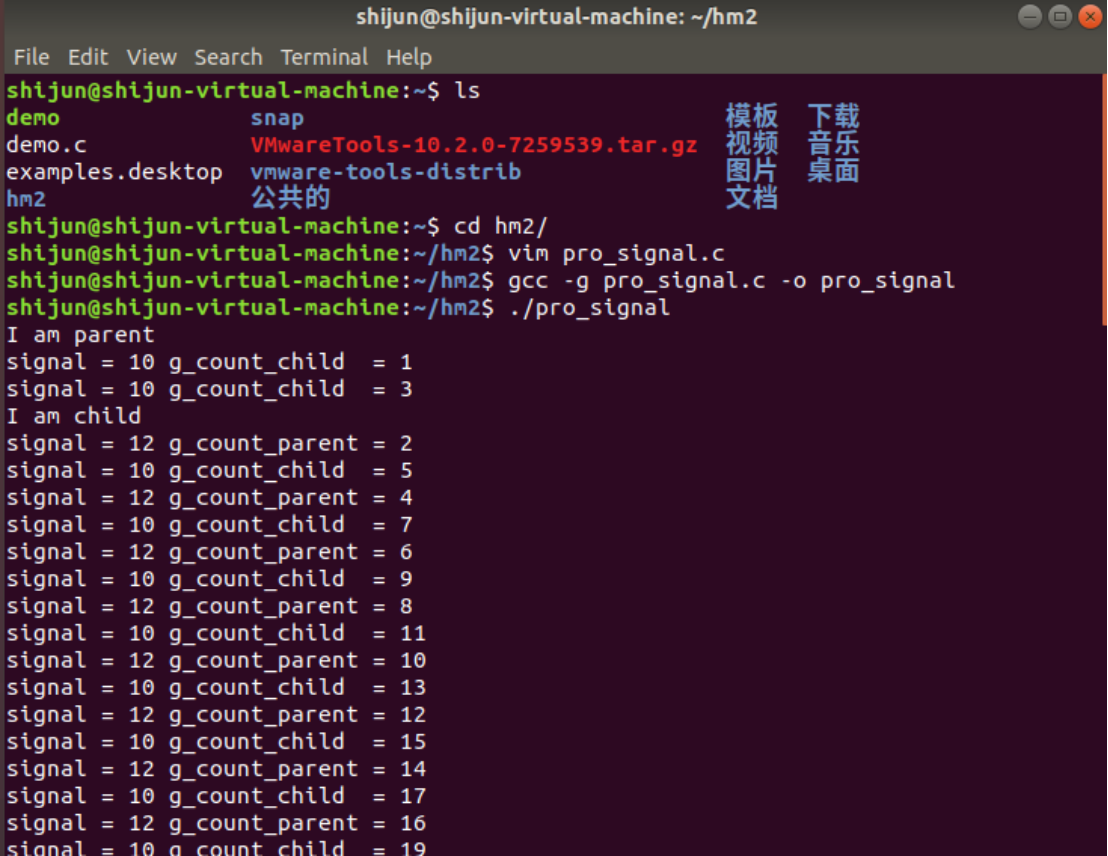 shijun@shijun-virtual-machine: ~/hm2
File Edit View Search Terminal Help
shijun@shijun-virtual-machine:~$ ls
demo snap 模板 下载
demo.c VMwareTools-10.2.0-7259539.tar.gz 视频 音乐
examples.desktop vmware-tools-distrib 图片 桌面
hm2 公共的 文档
shijun@shijun-virtual-machine:~$ cd hm2/
shijun@shijun-virtual-machine:~/hm2$ vim pro_signal.c
shijun@shijun-virtual-machine:~/hm2$ gcc -g pro_signal.c -o pro_signal
shijun@shijun-virtual-machine:~/hm2$ ./pro_signal
I am parent
signal = 10 g_count_child  = 1
signal = 10 g_count_child  = 3
I am child
signal = 12 g_count_parent = 2
signal = 10 g_count_child  = 5
signal = 12 g_count_parent = 4
signal = 10 g_count_child  = 7
signal = 12 g_count_parent = 6
signal = 10 g_count_child  = 9
signal = 12 g_count_parent = 8
signal = 10 g_count_child  = 11
signal = 12 g_count_parent = 10
signal = 10 g_count_child  = 13
signal = 12 g_count_parent = 12
signal = 10 g_count_child  = 15
signal = 12 g_count_parent = 14
signal = 10 g_count_child  = 17
signal = 12 g_count_parent = 16
signal = 10 g_count_child  = 19